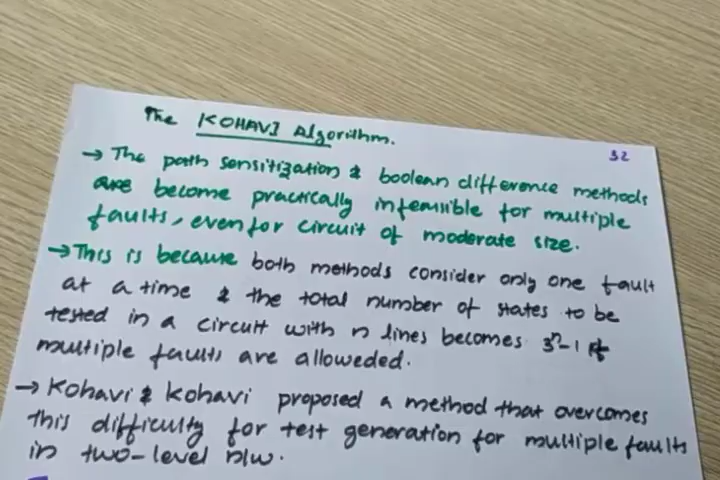 The KOHAVI Algorithm.
32
→ The path sensitization & boolean difference methods
are become practically infeasible for multiple
faults, even for circuit of moderate size.
→ This is because both methods consider only one fault
at a time & the total number of states to be
tested in a circuit with n lines becomes 3ⁿ-1 if
multiple faults are alloweded.
→ Kohavi & kohavi proposed a method that overcomes
this difficulty for test generation for multiple faults
in two-level n/w.